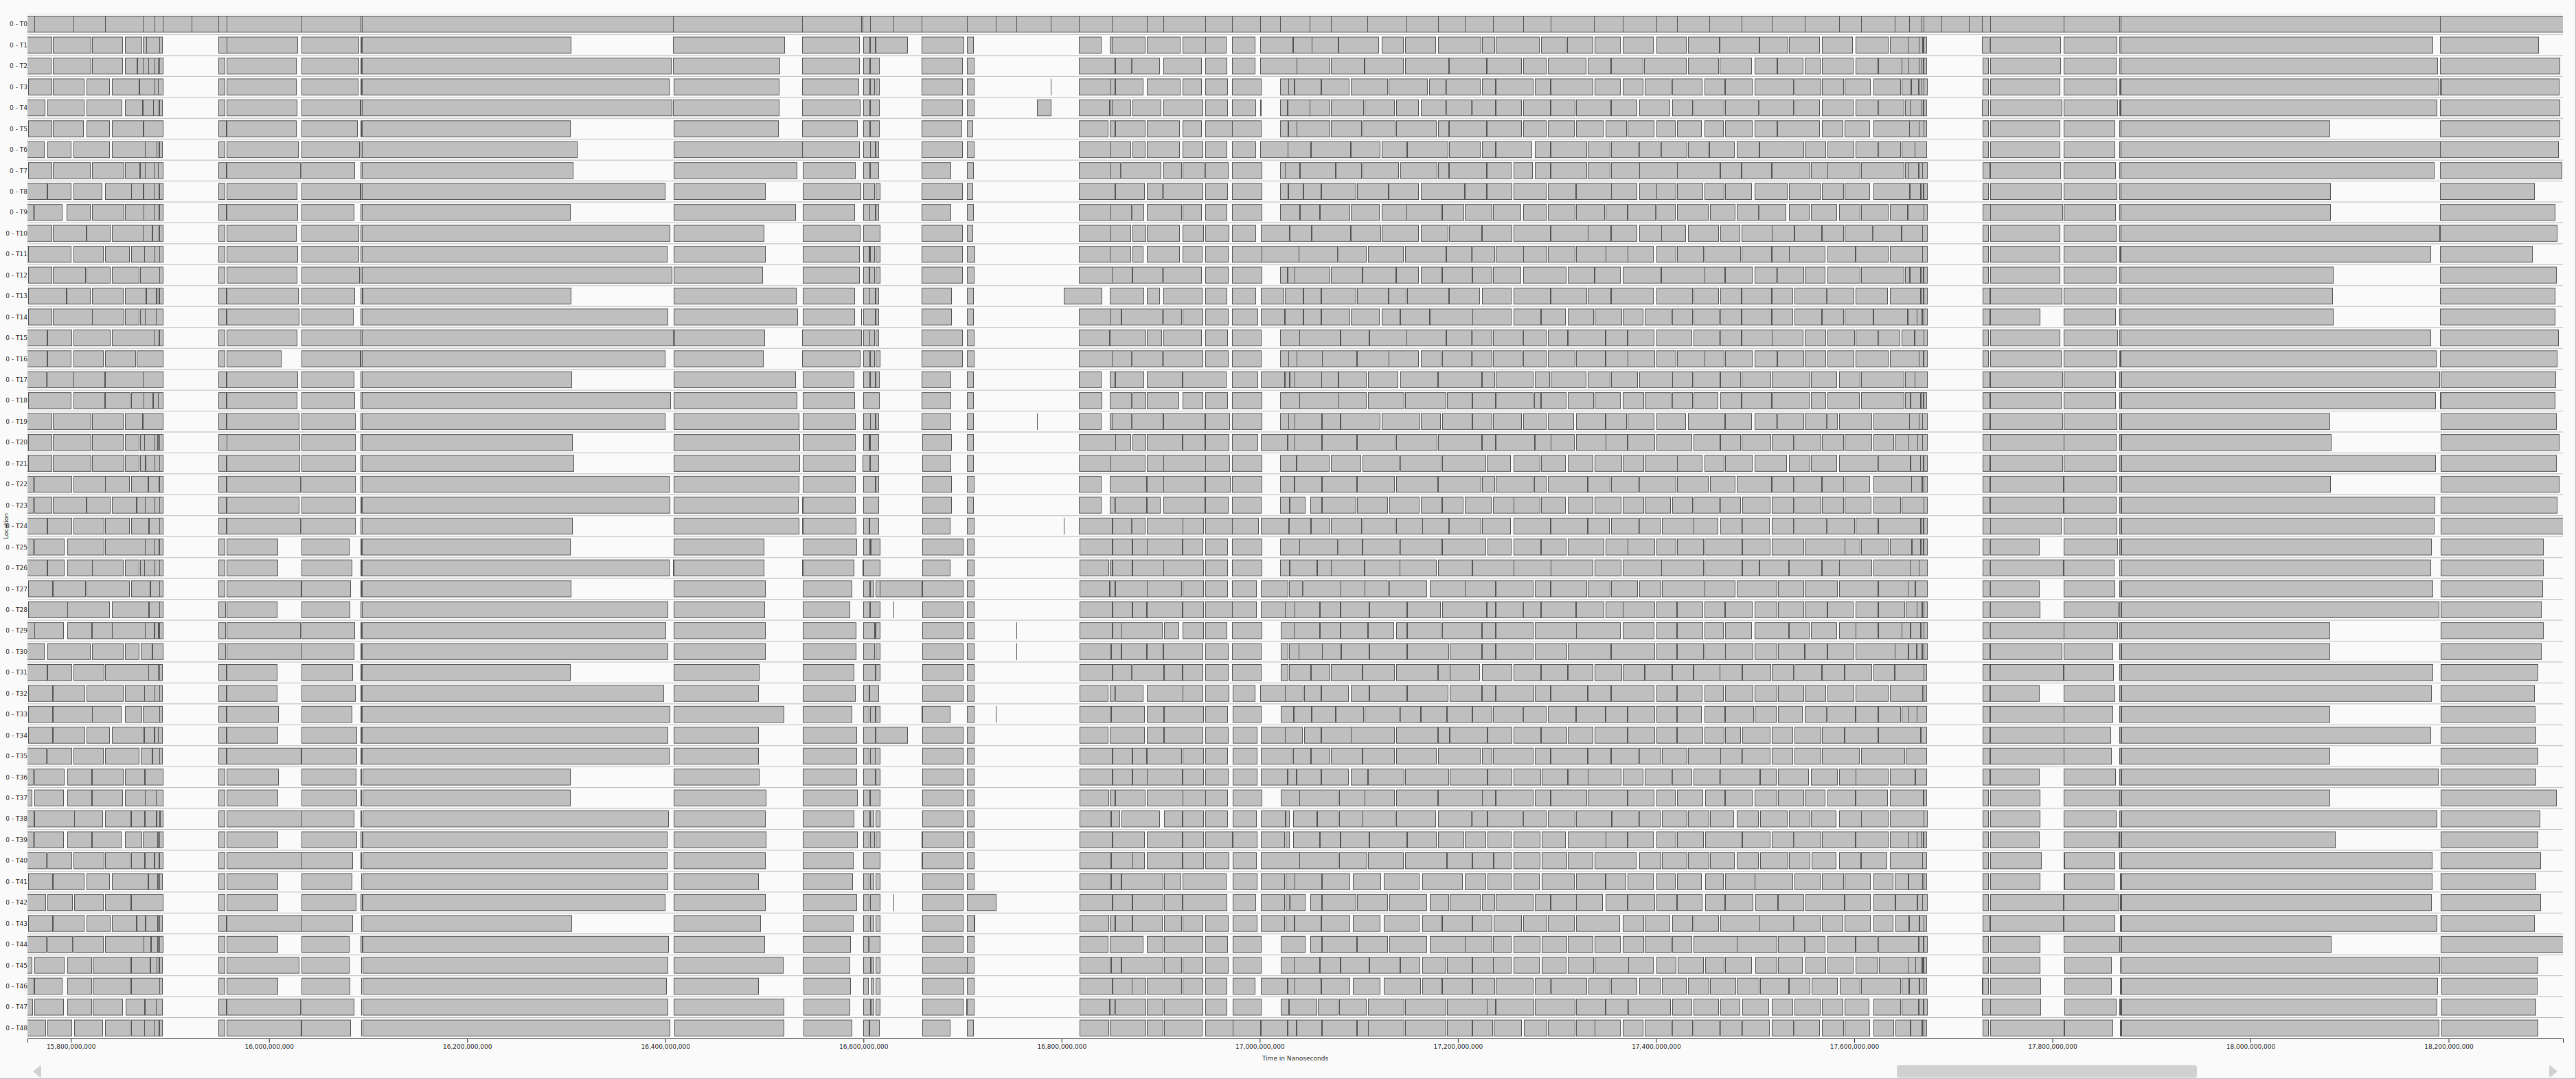 0 - T0
0 - T1
0 - T2
0 - T3
0 - T4
0 - T5
0 - T6
0 - T7
0 - T8
0 - T9
0 - T10
0 - T11
0 - T12
0 - T13
0 - T14
0 - T15
0 - T16
0 - T17
0 - T18
0 - T19
0 - T20
0 - T21
0 - T22
0 - T23
Location
0 - T24
0 - T25
0 - T26
0 - T27
0 - T28
0 - T29
0 - T30
0 - T31
0 - T32
0 - T33
0 - T34
0 - T35
0 - T36
0 - T37
0 - T38
0 - T39
0 - T40
0 - T41
0 - T42
0 - T43
0 - T44
0 - T45
0 - T46
0 - T47
0 - T48
15,800,000,000 16,000,000,000 16,200,000,000 16,400,000,000 16,600,000,000 16,800,000,000 17,000,000,000 17,200,000,000 17,400,000,000 17,600,000,000 17,800,000,000 18,000,000,000 18,200,000,000
Time in Nanoseconds